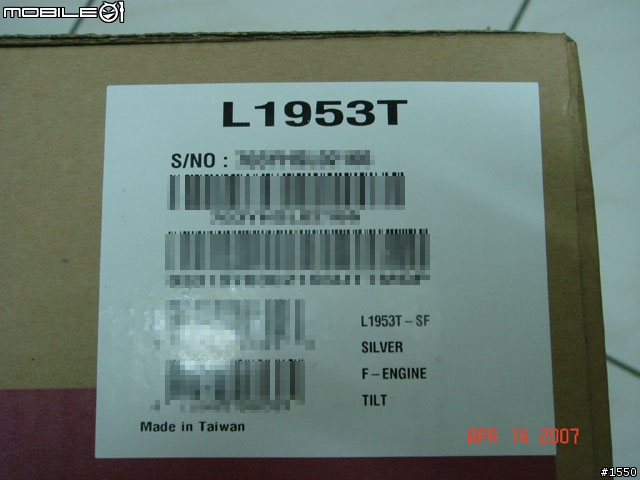 MOBILE01
L1953T
S/NO :
L1953T-SF
SILVER
F-ENGINE
TILT
Made in Taiwan
APR 14 2007
#1550